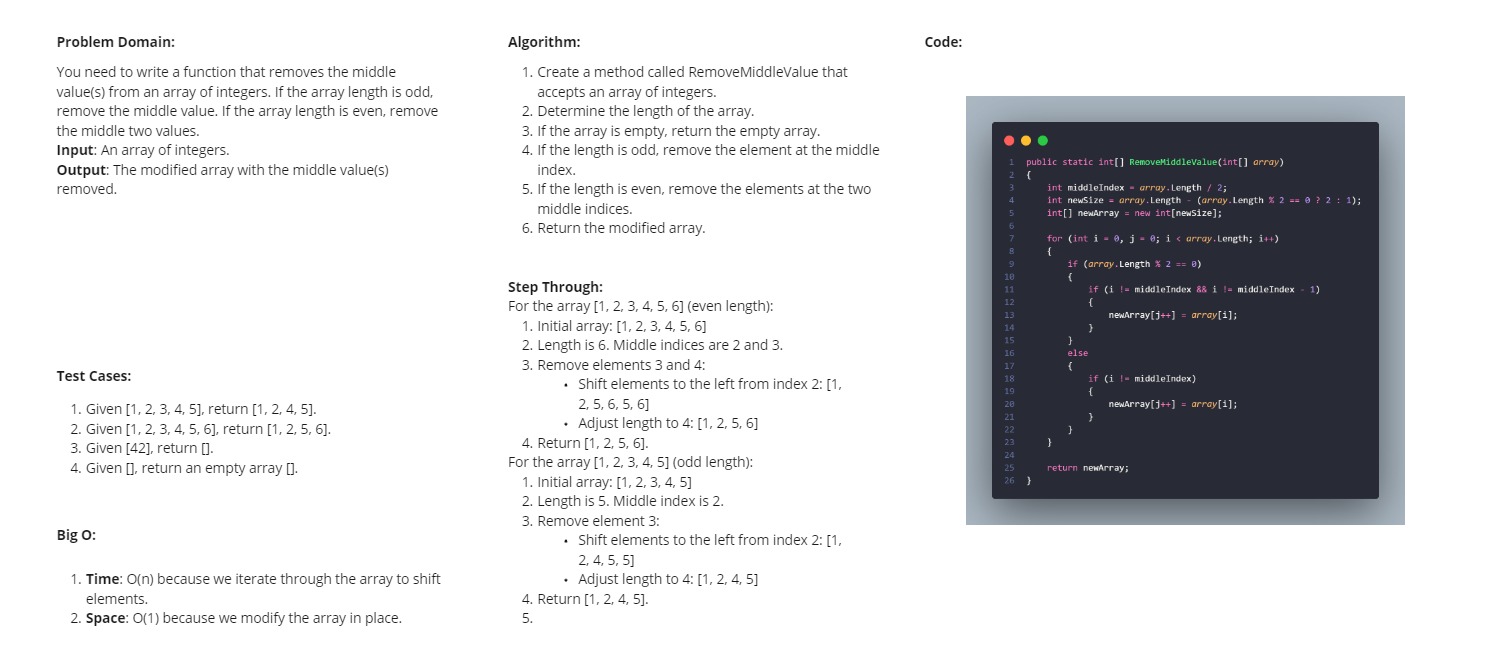 Problem Domain:
You need to write a function that removes the middle
value(s) from an array of integers. If the array length is odd,
remove the middle value. If the array length is even, remove
the middle two values.
Input: An array of integers.
Output: The modified array with the middle value(s)
removed.
Test Cases:
1. Given [1, 2, 3, 4, 5], return [1, 2, 4, 5].
2. Given [1, 2, 3, 4, 5, 6], return [1, 2, 5, 6].
3. Given [42], return [].
4. Given [], return an empty array [].
Big O:
1. Time: O(n) because we iterate through the array to shift
elements.
2. Space: O(1) because we modify the array in place.
Algorithm:
1. Create a method called RemoveMiddleValue that
accepts an array of integers.
2. Determine the length of the array.
3. If the array is empty, return the empty array.
4. If the length is odd, remove the element at the middle
index.
5. If the length is even, remove the elements at the two
middle indices.
6. Return the modified array.
Step Through:
For the array [1, 2, 3, 4, 5, 6] (even length):
1. Initial array: [1, 2, 3, 4, 5, 6]
2. Length is 6. Middle indices are 2 and 3.
3. Remove elements 3 and 4:
• Shift elements to the left from index 2: [1,
2, 5, 6, 5, 6]
• Adjust length to 4: [1, 2, 5, 6]
4. Return [1, 2, 5, 6].
For the array [1, 2, 3, 4, 5] (odd length):
1. Initial array: [1, 2, 3, 4, 5]
2. Length is 5. Middle index is 2.
3. Remove element 3:
• Shift elements to the left from index 2: [1,
2, 4, 5, 5]
• Adjust length to 4: [1, 2, 4, 5]
4. Return [1, 2, 4, 5].
5.
Code:
1 public static int[] RemoveMiddleValue(int[] array)
2 {
3 int middleIndex = array.Length / 2;
4 int newSize = array.Length - (array.Length % 2 == 0 ? 2 : 1);
5 int[] newArray = new int[newSize];
6
7 for (int i = 0, j = 0; i < array.Length; i++)
8 {
9 if (array.Length % 2 == 0)
10 {
11 if (i != middleIndex && i != middleIndex - 1)
12 {
13 newArray[j++] = array[i];
14 }
15 }
16 else
17 {
18 if (i != middleIndex)
19 {
20 newArray[j++] = array[i];
21 }
22 }
23 }
24
25 return newArray;
26 }